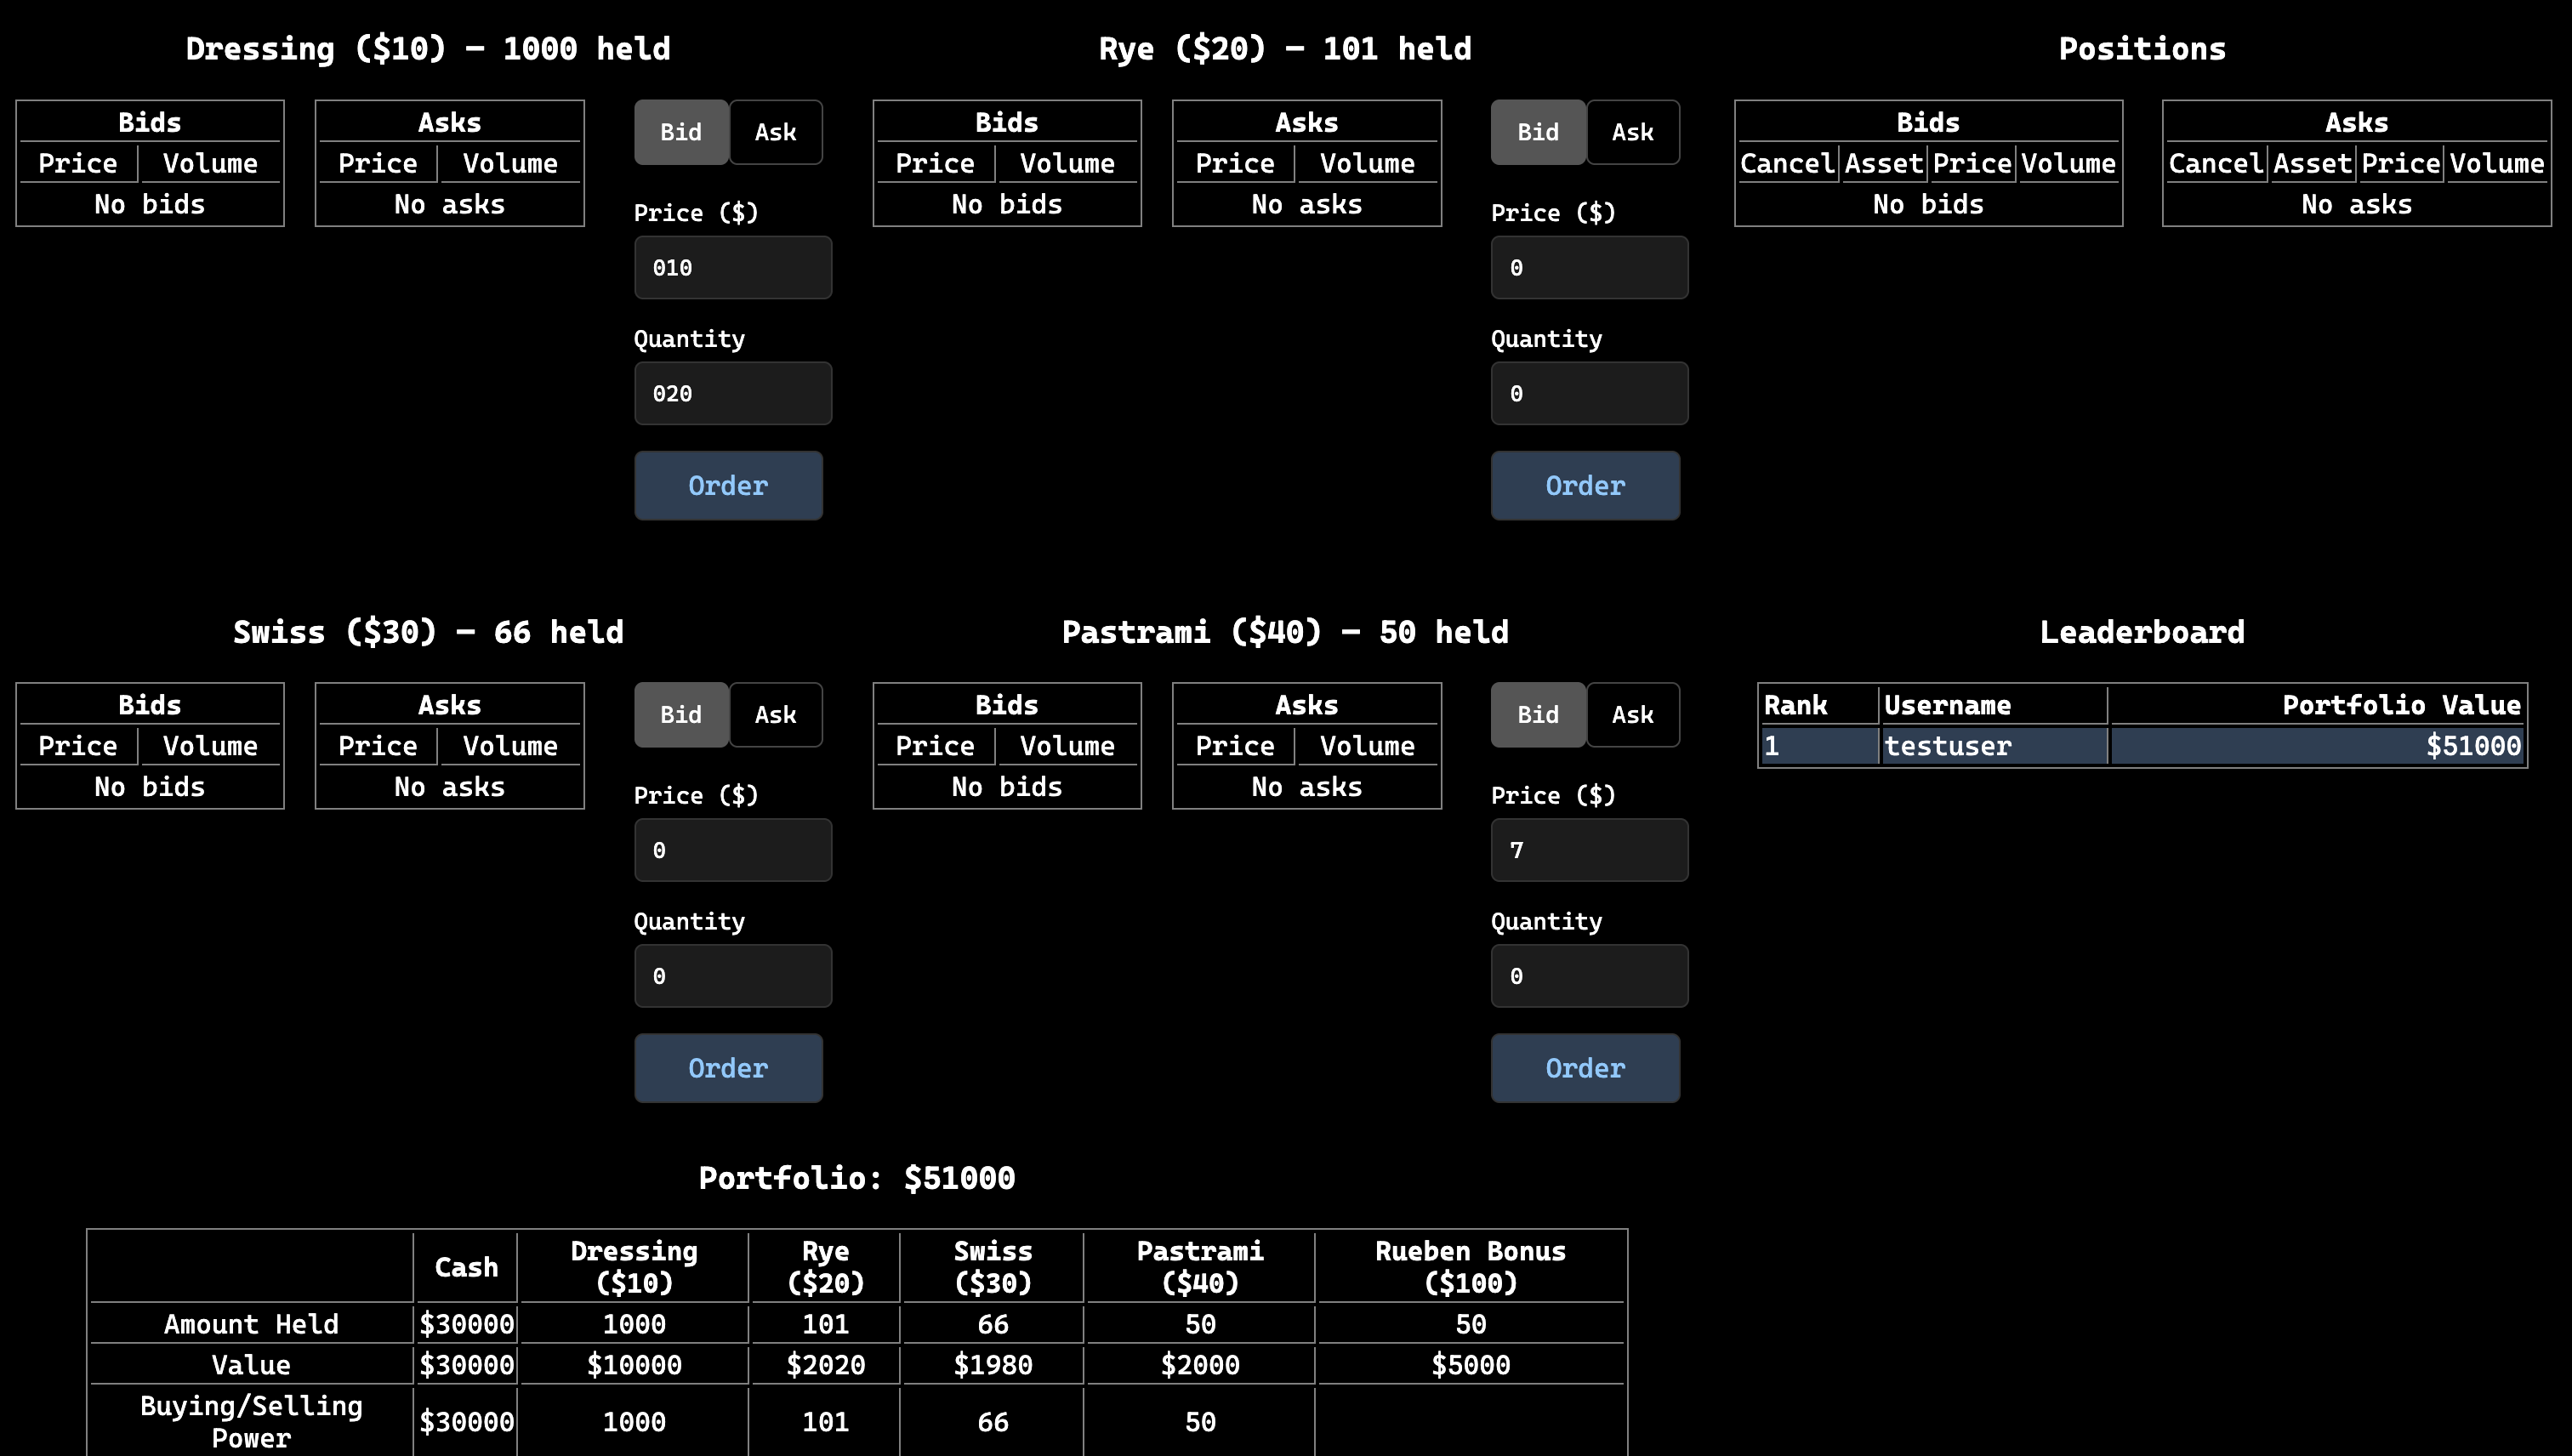 Dressing ($10) – 1000 held
Bids
Price Volume
No bids
Asks
Price Volume
No asks
Bid Ask
Price ($)
010
Quantity
020
Order
Rye ($20) – 101 held
Bids
Price Volume
No bids
Asks
Price Volume
No asks
Bid Ask
Price ($)
0
Quantity
0
Order
Positions
Bids
Cancel Asset Price Volume
No bids
Asks
Cancel Asset Price Volume
No asks
Swiss ($30) – 66 held
Bids
Price Volume
No bids
Asks
Price Volume
No asks
Bid Ask
Price ($)
0
Quantity
0
Order
Pastrami ($40) – 50 held
Bids
Price Volume
No bids
Asks
Price Volume
No asks
Bid Ask
Price ($)
7
Quantity
0
Order
Leaderboard
Rank Username Portfolio Value
1 testuser $51000
Portfolio: $51000
Cash Dressing ($10) Rye ($20) Swiss ($30) Pastrami ($40) Rueben Bonus ($100)
Amount Held $30000 1000 101 66 50 50
Value $30000 $10000 $2020 $1980 $2000 $5000
Buying/Selling Power $30000 1000 101 66 50